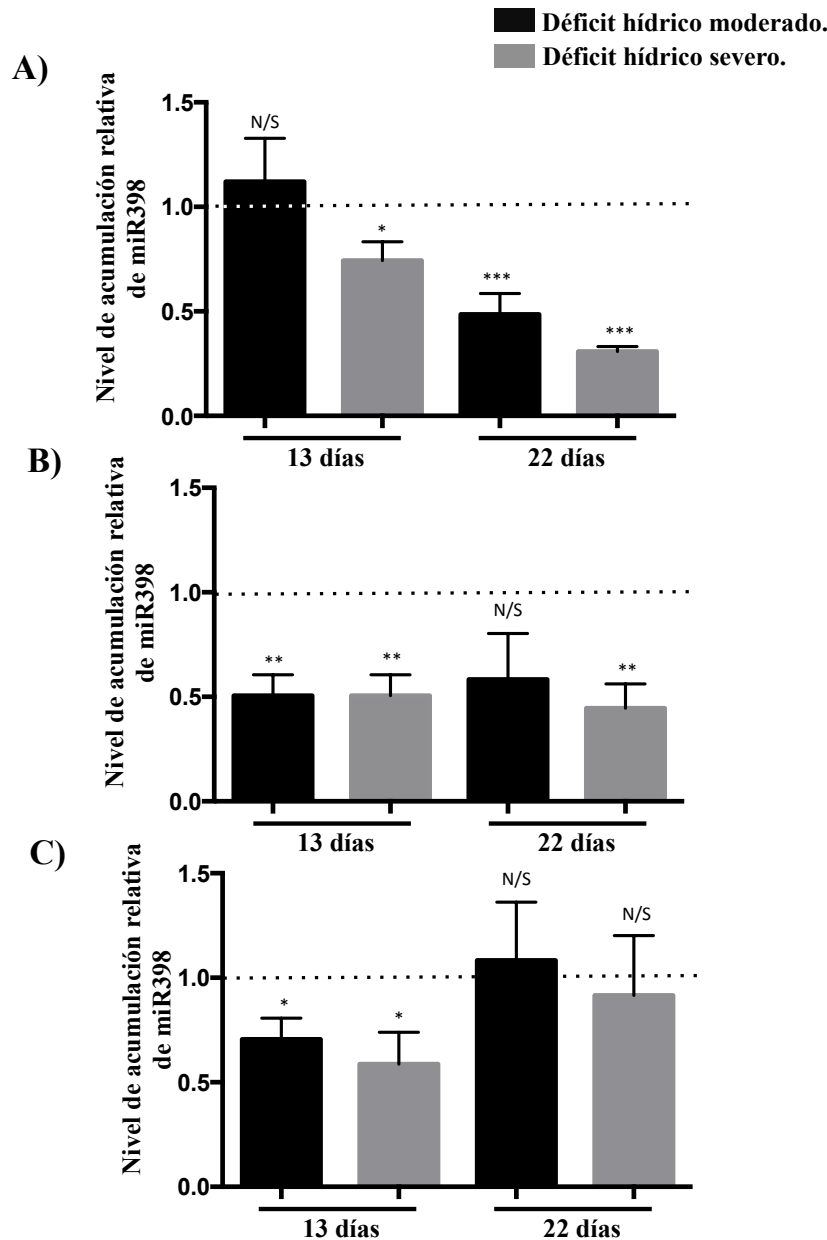 Déficit hídrico moderado.
Déficit hídrico severo.
A)
Nivel de acumulación relativa
de miR398
1.5
1.0
0.5
0.0
N/S
*
***
***
13 días
22 días
B)
Nivel de acumulación relativa
de miR398
1.5
1.0
0.5
0.0
**
**
N/S
**
13 días
22 días
C)
Nivel de acumulación relativa
de miR398
1.5
1.0
0.5
0.0
*
*
N/S
N/S
13 días
22 días